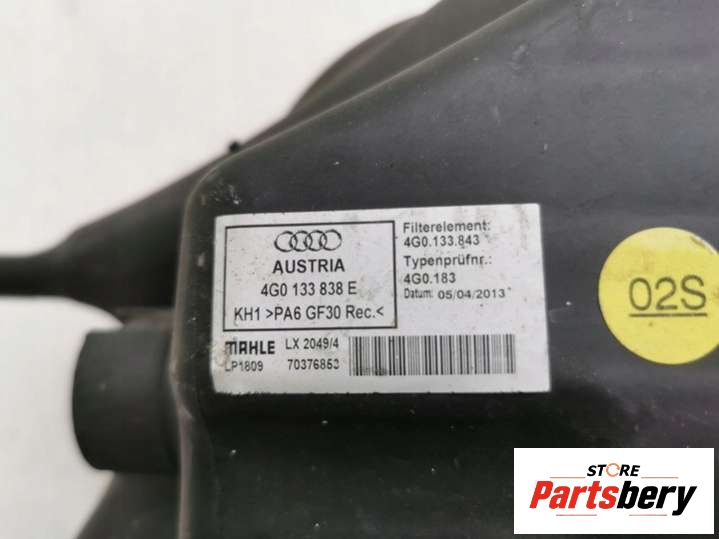 AUSTRIA
4G0 133 838 E
KH1 >PA6 GF30 Rec.<
Filterelement:
4G0.133.843
Typenprüfnr.:
4G0.183
Datum: 05/04/2013
MAHLE LX 2049/4
LP1809 70376853
02S
STORE
Partsbery